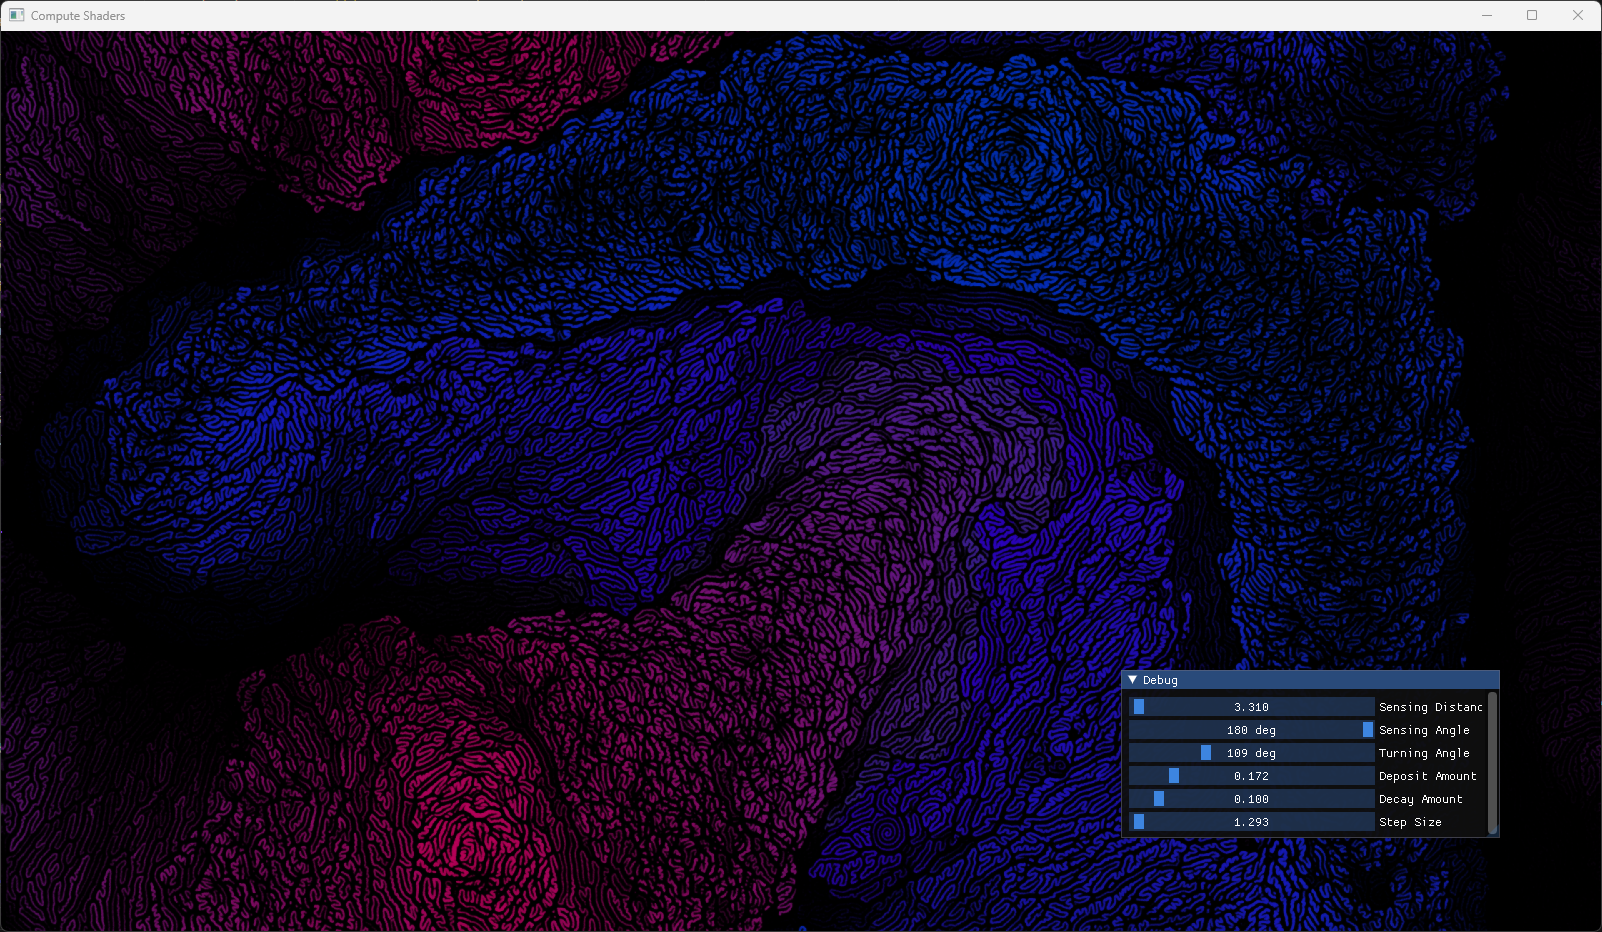 Compute Shaders
Debug
3.310 Sensing Distanc
180 deg Sensing Angle
109 deg Turning Angle
0.172 Deposit Amount
0.100 Decay Amount
1.293 Step Size